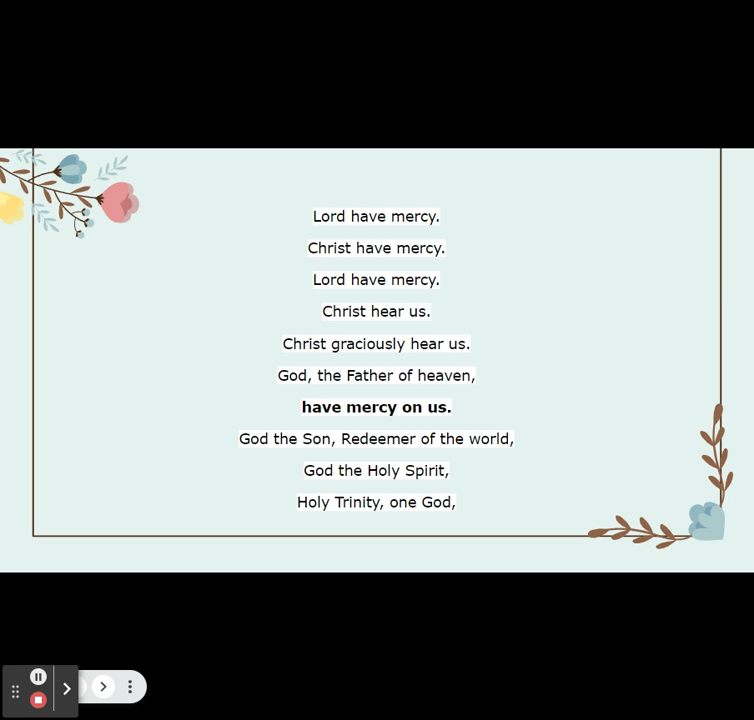 Lord have mercy.
Christ have mercy.
Lord have mercy.
Christ hear us.
Christ graciously hear us.
God, the Father of heaven,
have mercy on us.
God the Son, Redeemer of the world,
God the Holy Spirit,
Holy Trinity, one God,